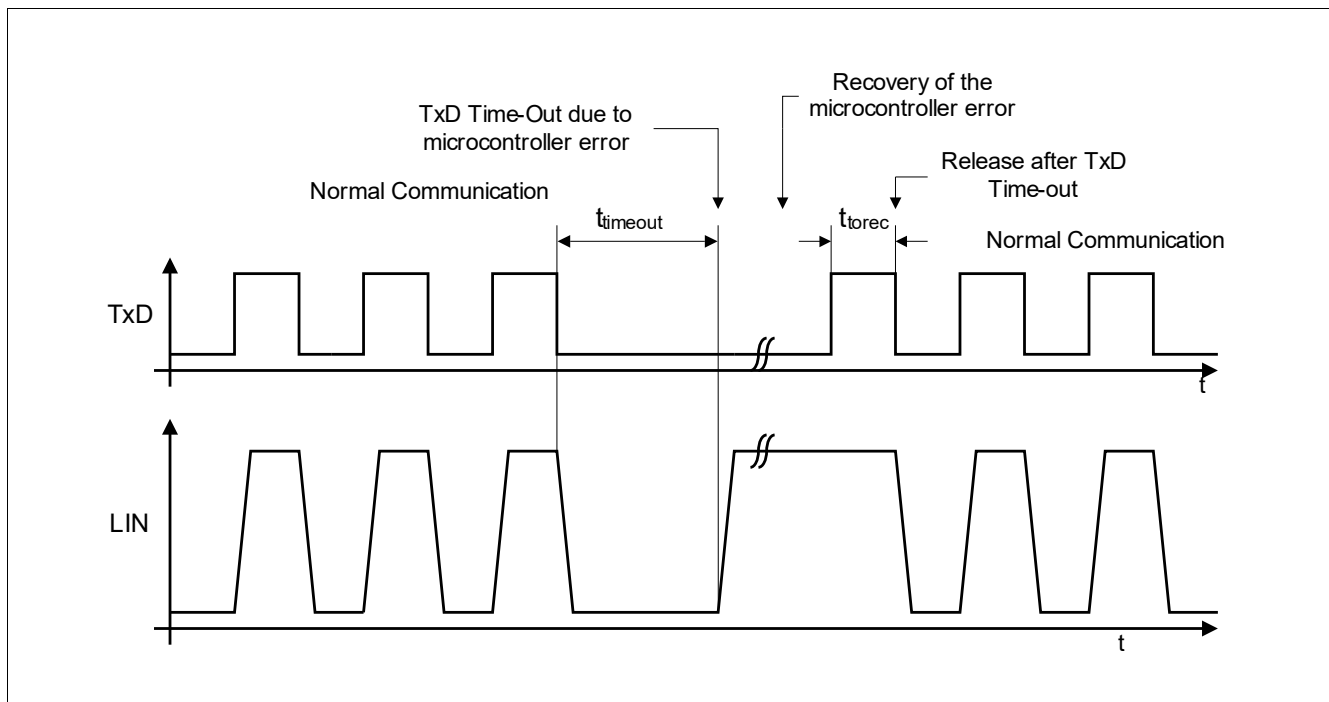 Recovery of the
microcontroller error
TxD Time-Out due to
microcontroller error
Release after TxD
Time-out
Normal Communication
ttimeout
ttorec
Normal Communication
TxD
t
LIN
t